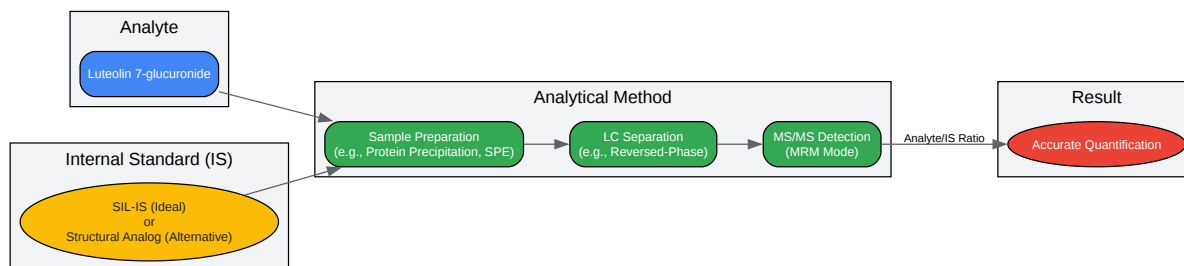 Analyte
Luteolin 7-glucuronide
Internal Standard (IS)
SIL-IS (Ideal)
or
Structural Analog (Alternative)
Analytical Method
Sample Preparation
(e.g., Protein Precipitation, SPE)
LC Separation
(e.g., Reversed-Phase)
MS/MS Detection
(MRM Mode)
Analyte/IS Ratio
Result
Accurate Quantification